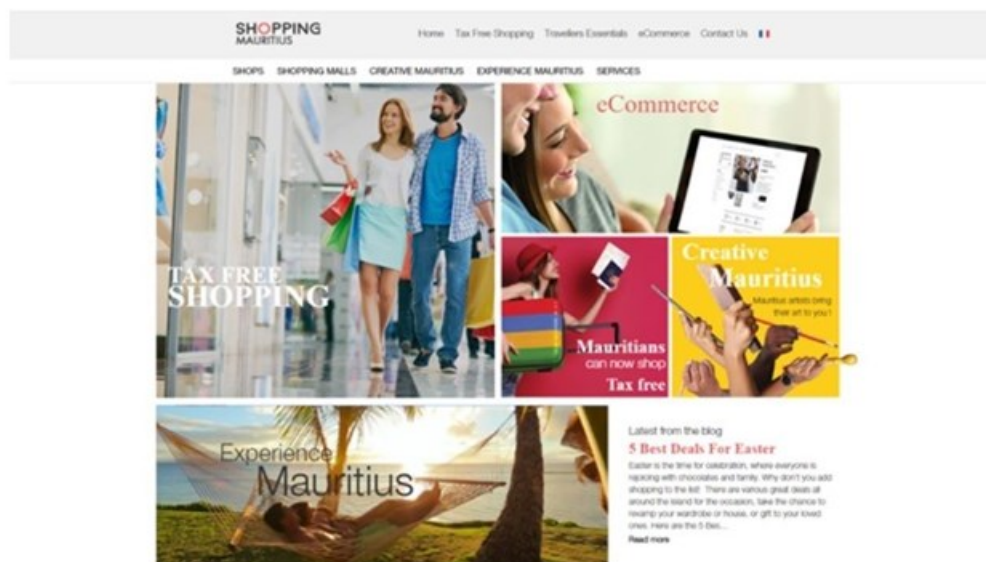 SHOPPING
MAURITIUS
Home Tax Free Shopping Travellers Essentials eCommerce Contact Us
SHOPS SHOPPING MALLS CREATIVE MAURITIUS EXPERIENCE MAURITIUS SERVICES
TAX FREE
SHOPPING
eCommerce
Mauritians
can now shop
Tax free
Creative
Mauritius
Mauritius artists bring
their art to you !
Experience
Mauritius
Latest from the blog
5 Best Deals For Easter
Easter is the time for celebration, where everyone is
rejoicing with chocolates and family. Why don't you add
shopping to the list! There are various great deals all
around the island for the occasion, take the chance to
revamp your wardrobe or house, or gift to your loved
ones. Here are the 5 Bes...
Read more